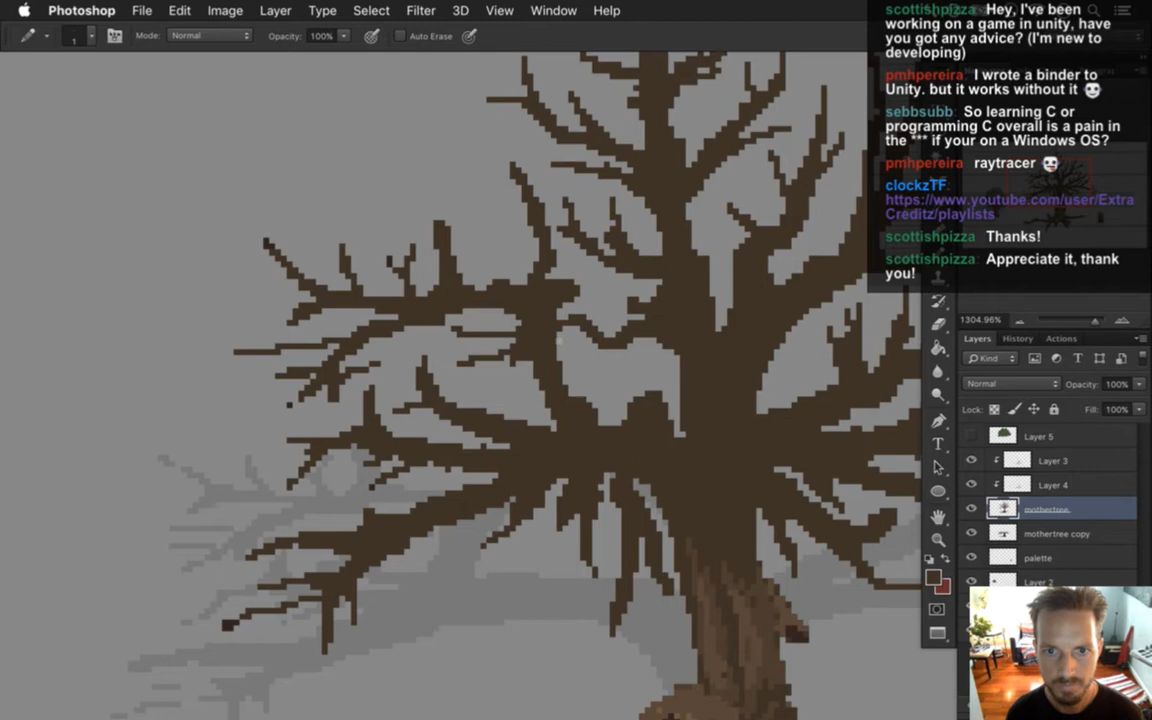 Photoshop File Edit Image Layer Type Select Filter 3D View Window Help
1 Mode: Normal Opacity: 100% Auto Erase
scottishpizza Hey, I've been
working on a game in unity, have
you got any advice? (I'm new to
developing)
pmhpereira I wrote a binder to
Unity. but it works without it
sebbsubb: So learning C or
programming C overall is a pain in
the *** if your on a Windows OS?
pmhpereira raytracer
clockzTF:
https://www.youtube.com/user/Extra
Creditz/playlists
scottishpizza Thanks!
scottishpizza Appreciate it, thank
you!
1304.96%
Layers History Actions
Kind
Normal Opacity: 100%
Lock: Fill: 100%
Layer 5
Layer 3
Layer 4
mothertree
mothertree copy
palette
Layer 2
T